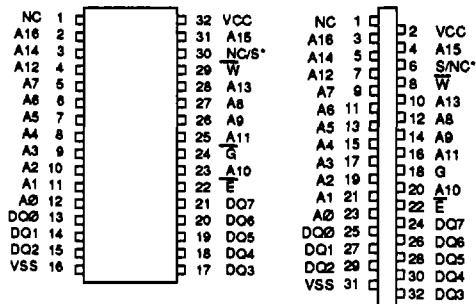 NC 1 32 VCC
A16 2 31 A15
A14 3 30 NC/S*
A12 4 29 W̅
A7 5 28 A13
A6 6 27 A8
A5 7 26 A9
A4 8 25 A11
A3 9 24 G̅
A2 10 23 A10
A1 11 22 E̅
AØ 12 21 DQ7
DQØ 13 20 DQ6
DQ1 14 19 DQ5
DQ2 15 18 DQ4
VSS 16 17 DQ3
NC 1
2 VCC
A16 3
4 A15
A14 5
6 S/NC*
A12 7
8 W̅
A7 9
10 A13
A6 11
12 A8
A5 13
14 A9
A4 15
16 A11
A3 17
18 G
A2 19
20 A10
A1 21
22 E̅
AØ 23
24 DQ7
DQØ 25
26 DQ6
DQ1 27
28 DQ5
DQ2 29
30 DQ4
VSS 31
32 DQ3